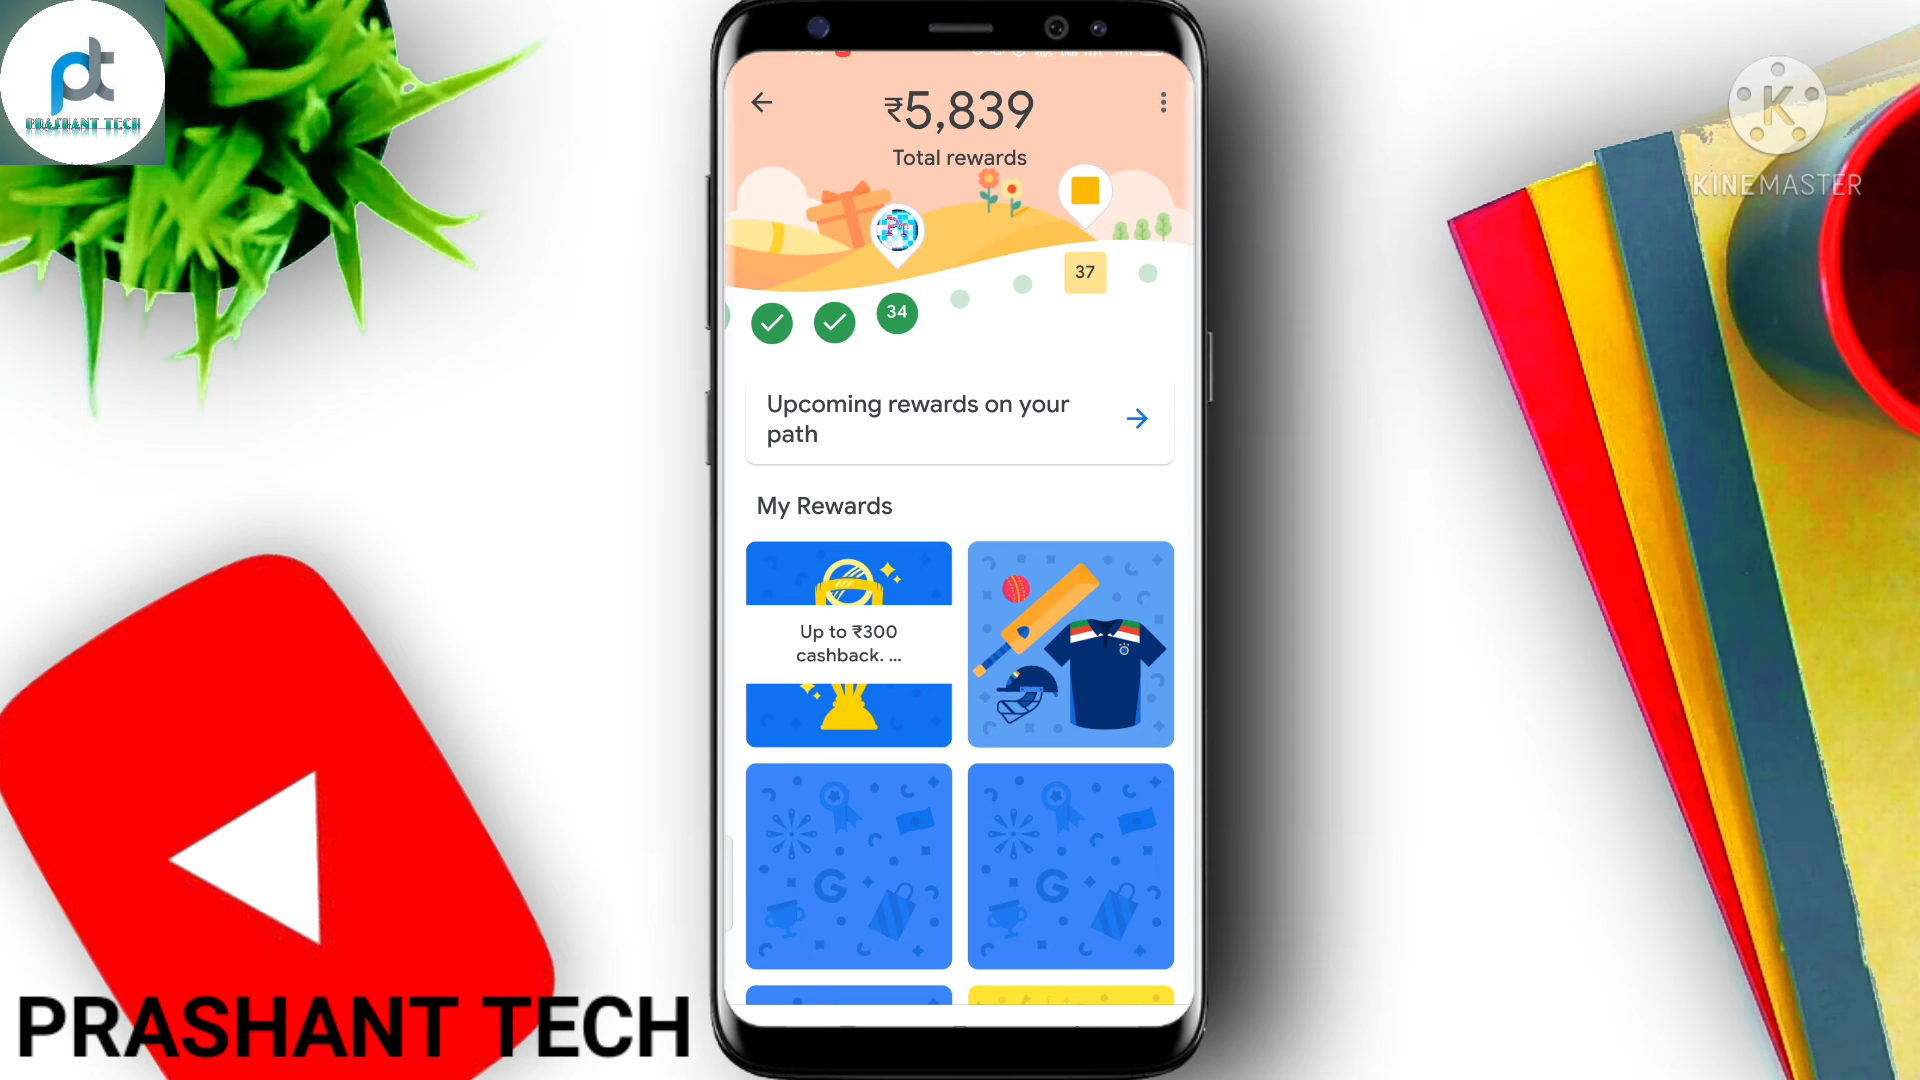 PRASHANT TECH
₹5,839
Total rewards
K
KINEMASTER
37
34
Upcoming rewards on your
path
My Rewards
Up to ₹300
cashback. ...
G
G
PRASHANT TECH